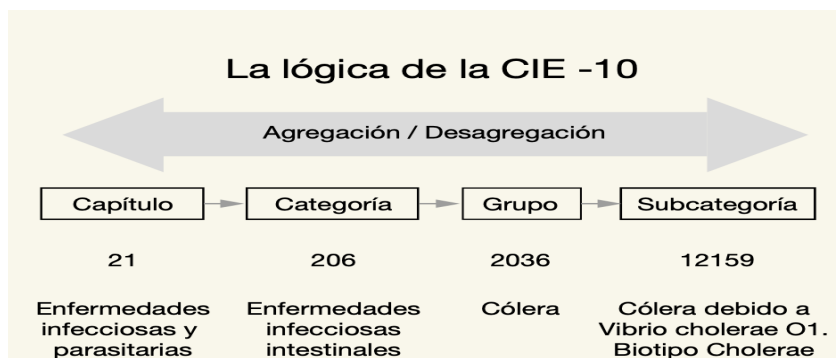 La lógica de la CIE -10
Agregación / Desagregación
Capítulo
Categoría
Grupo
Subcategoría
21
206
2036
12159
Enfermedades
infecciosas y
parasitarias
Enfermedades
infecciosas
intestinales
Cólera
Cólera debido a
Vibrio cholerae O1.
Biotipo Cholerae